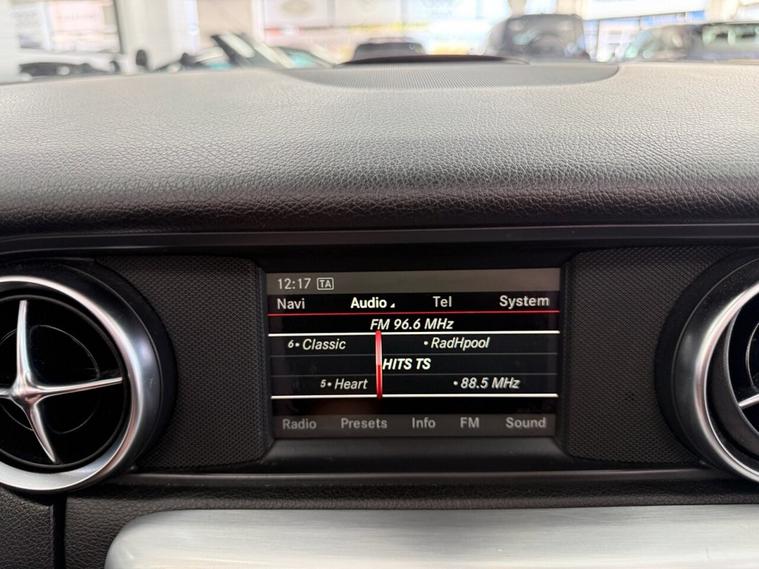 12:17 TA
Navi Audio Tel System
FM 96.6 MHz
6 Classic • RadHpool
HITS TS
5 Heart • 88.5 MHz
Radio Presets Info FM Sound